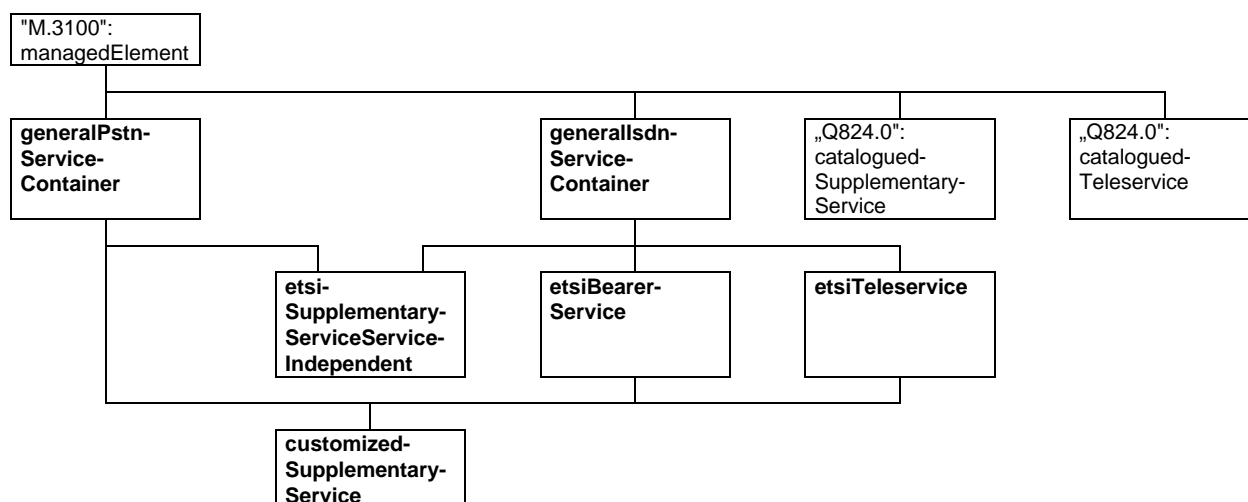 "M.3100":
managedElement
generalPstn-
Service-
Container
generalIsdn-
Service-
Container
„Q824.0":
catalogued-
Supplementary-
Service
„Q824.0":
catalogued-
Teleservice
etsi-
Supplementary-
ServiceService-
Independent
etsiBearer-
Service
etsiTeleservice
customized-
Supplementary-
Service